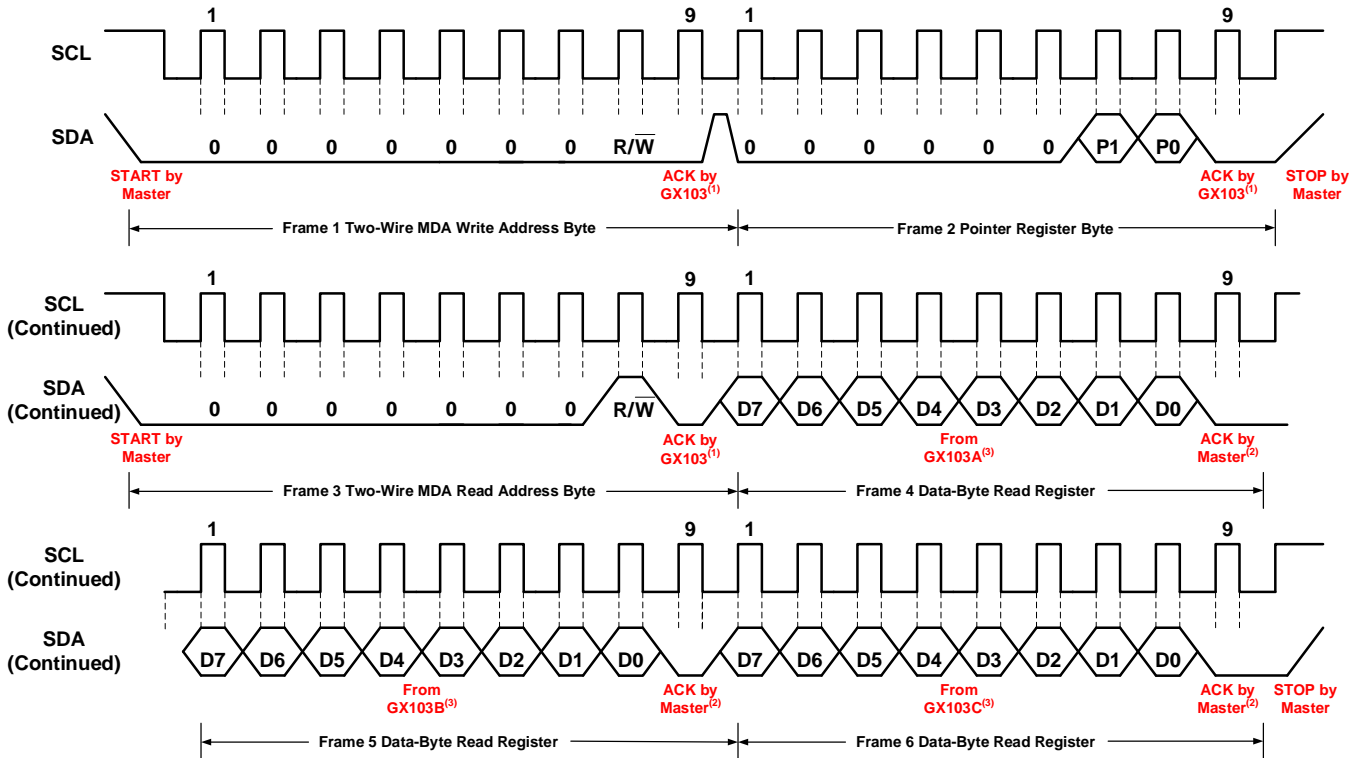 1 9 1 9
SCL
SDA
0 0 0 0 0 0 0 R/W̅ 0 0 0 0 0 0 P1 P0
START by
Master
ACK by
GX103(1)
ACK by
GX103(1)
STOP by
Master
Frame 1 Two-Wire MDA Write Address Byte
Frame 2 Pointer Register Byte
1 9 1 9
SCL
(Continued)
SDA
(Continued)
0 0 0 0 0 0 0 R/W̅ D7 D6 D5 D4 D3 D2 D1 D0
START by
Master
ACK by
GX103(1)
From
GX103A(3)
ACK by
Master(2)
Frame 3 Two-Wire MDA Read Address Byte
Frame 4 Data-Byte Read Register
1 9 1 9
SCL
(Continued)
SDA
(Continued)
D7 D6 D5 D4 D3 D2 D1 D0 D7 D6 D5 D4 D3 D2 D1 D0
From
GX103B(3)
ACK by
Master(2)
From
GX103C(3)
ACK by
Master(2)
STOP by
Master
Frame 5 Data-Byte Read Register
Frame 6 Data-Byte Read Register